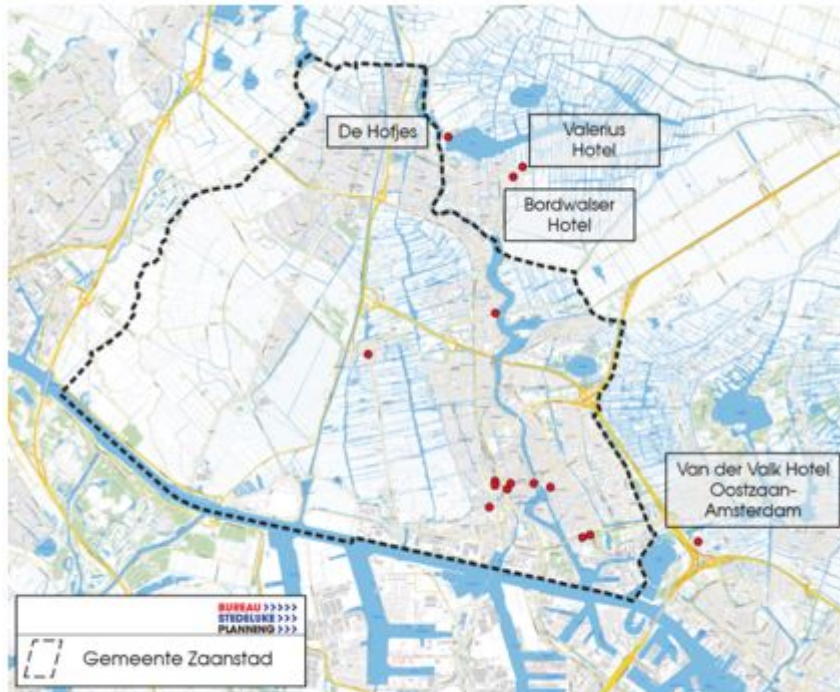 De Hofjes
Valerius
Hotel
Bordwalser
Hotel
Van der Valk Hotel
Oostzaan-
Amsterdam
BUREAU >>>>>
STEDELIJKE >>>>
PLANNING >>>
Gemeente Zaanstad